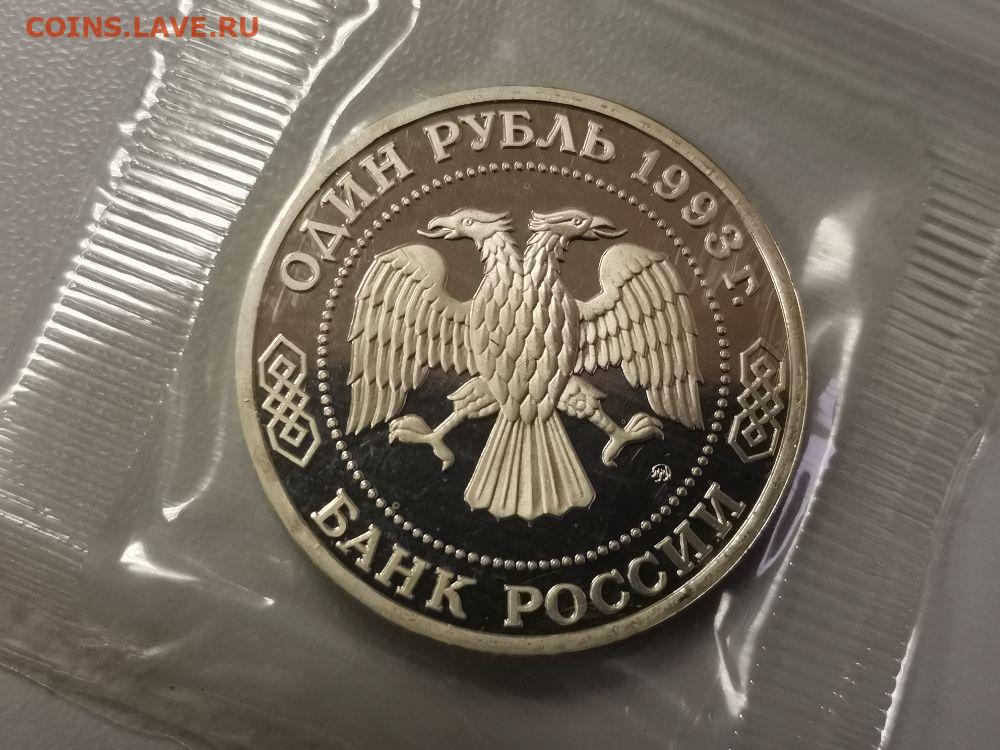 COINS.LAVE.RU
ОДИН РУБЛЬ 1993 г.
БАНК РОССИИ